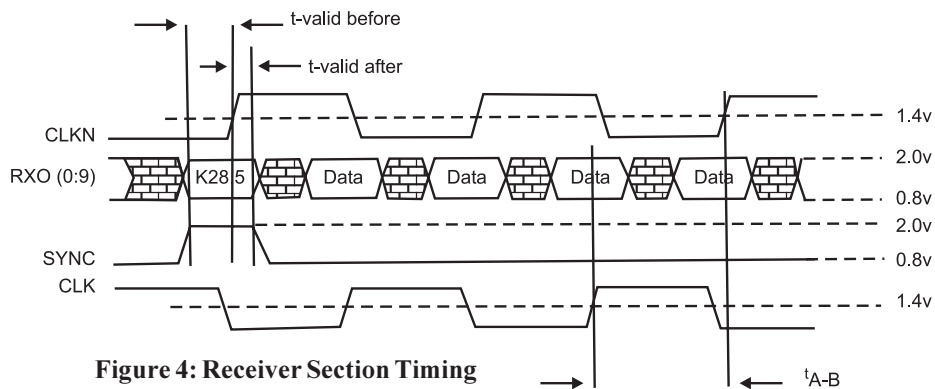 t-valid before
t-valid after
CLKN
1.4v
RXO (0:9)
K28.5
Data
Data
Data
Data
2.0v
0.8v
2.0v
SYNC
0.8v
CLK
1.4v
Figure 4: Receiver Section Timing
tA-B